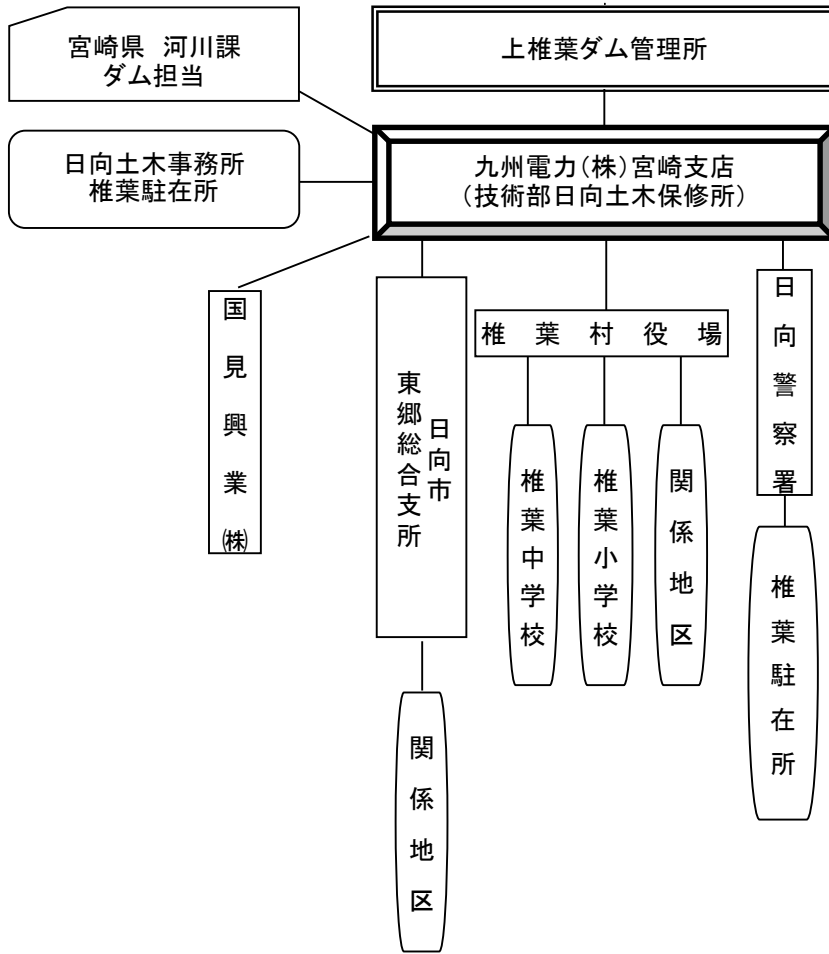 宮崎県 河川課
ダム担当
上椎葉ダム管理所
日向土木事務所
椎葉駐在所
九州電力(株)宮崎支店
(技術部日向土木保修所)
国見興業㈱
日向市
東郷総合支所
椎葉村役場
日向警察署
椎葉中学校
椎葉小学校
関係地区
椎葉駐在所
関係地区